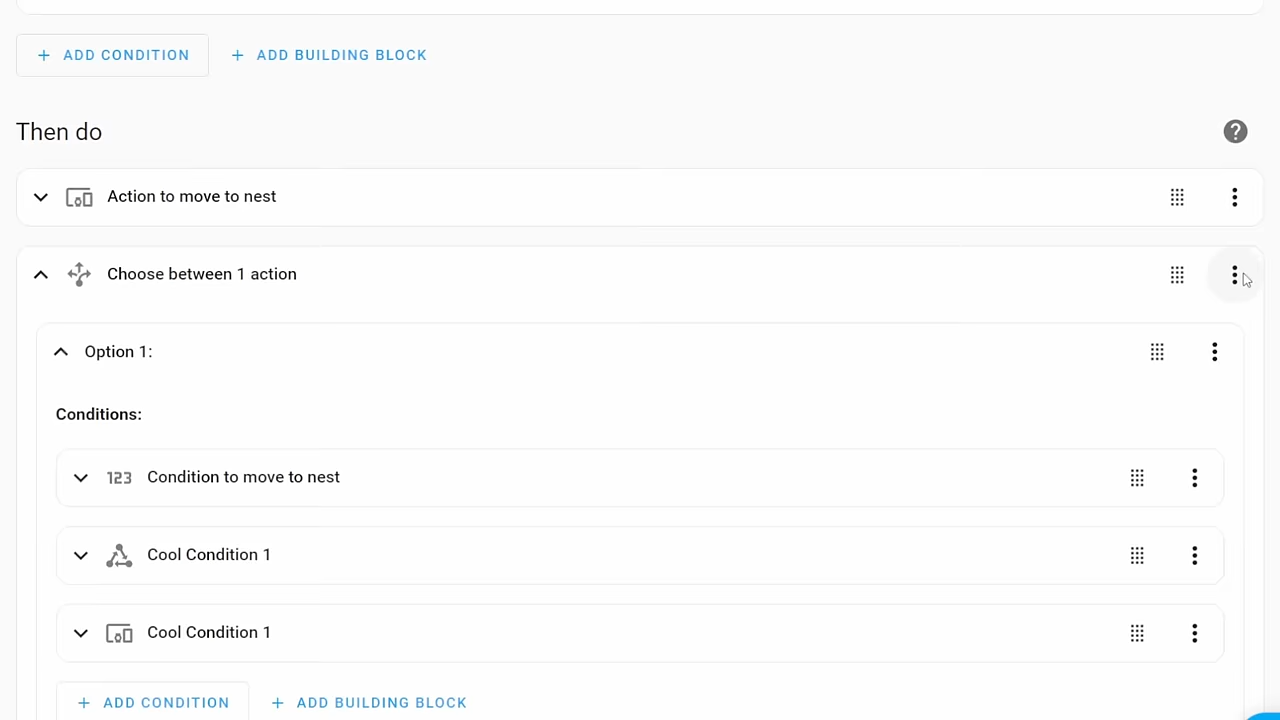 + ADD CONDITION + ADD BUILDING BLOCK
Then do
Action to move to nest
Choose between 1 action
Option 1:
Conditions:
123 Condition to move to nest
Cool Condition 1
Cool Condition 1
+ ADD CONDITION + ADD BUILDING BLOCK